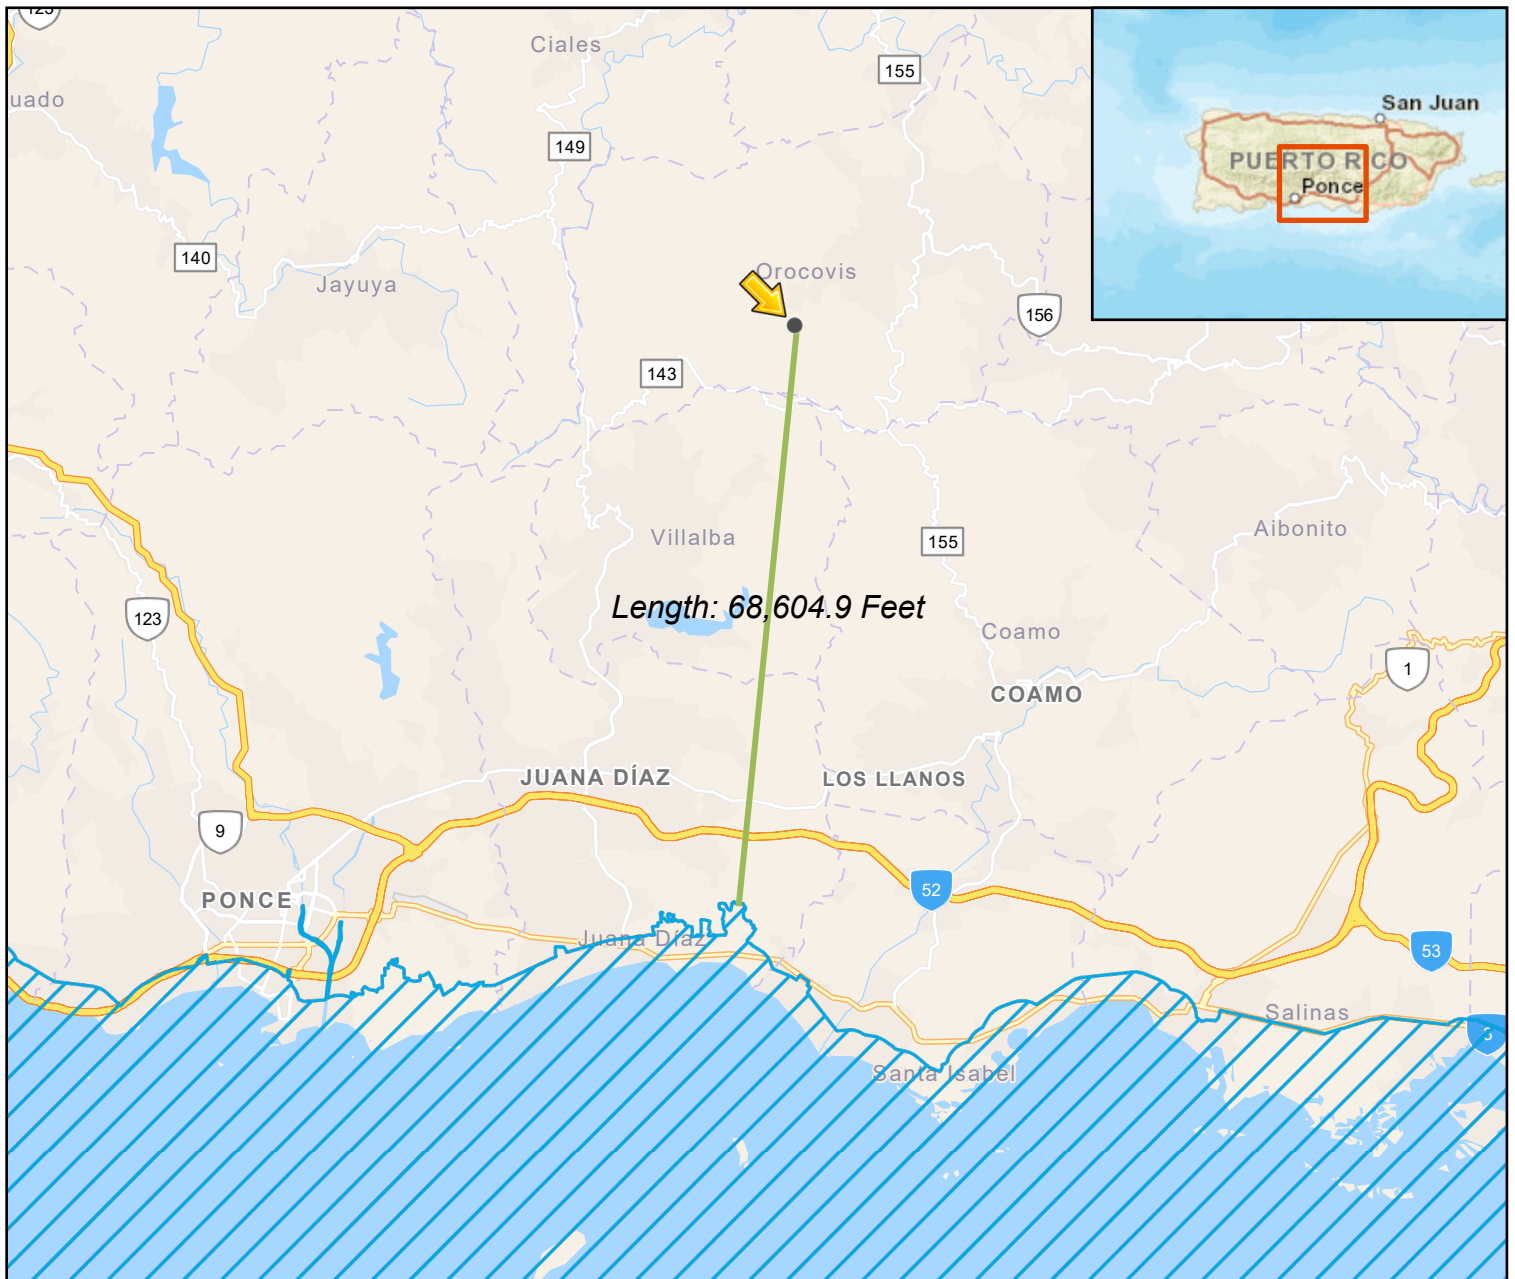 123
Ciales
155
San Juan
uado
149
PUERTO RICO
Ponce
140
Orocovis
Jayuya
156
143
Villalba
155
Aibonito
Length: 68,604.9 Feet
123
Coamo
1
COAMO
JUANA DÍAZ
LOS LLANOS
9
52
PONCE
Juana Díaz
53
Salinas
Santa Isabel